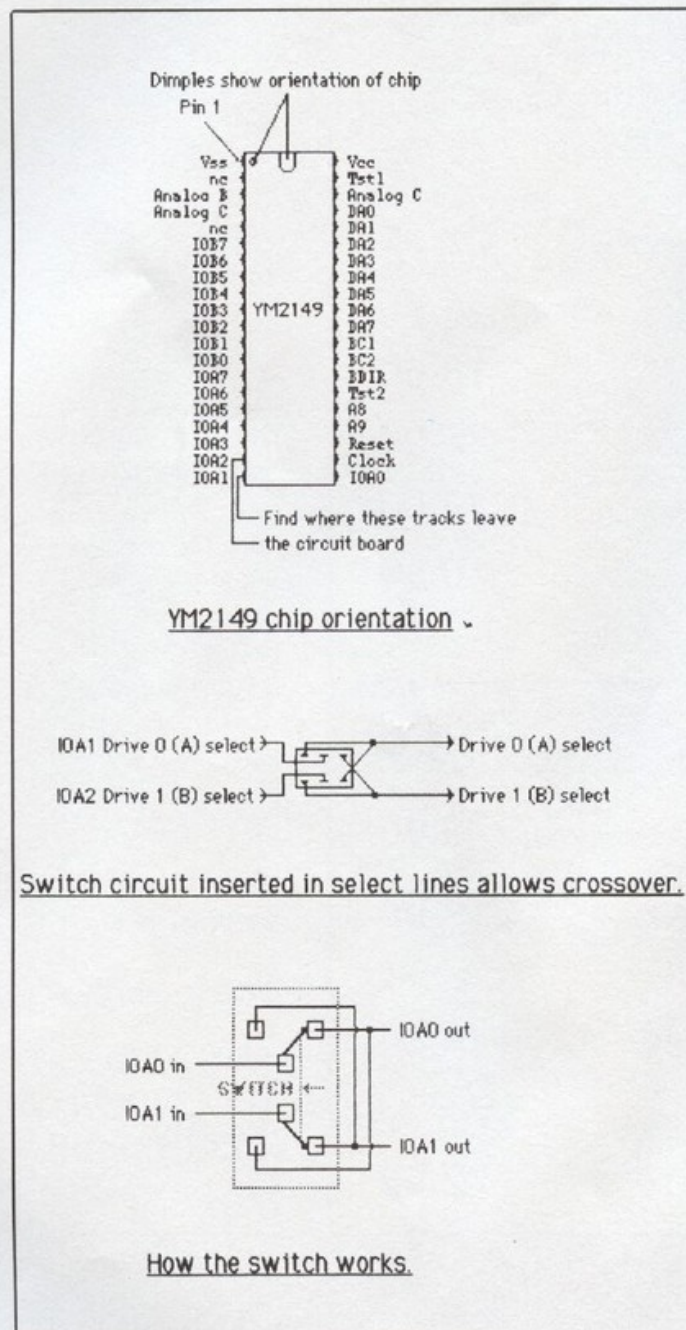 Dimples show orientation of chip
Pin 1
Vss Vcc
nc Tst1
Analog B Analog C
Analog C DA0
nc DA1
IOB7 DA2
IOB6 DA3
IOB5 DA4
IOB4 DA5
IOB3 YM2149 DA6
IOB2 DA7
IOB1 BC1
IOB0 BC2
IOA7 BDIR
IOA6 Tst2
IOA5 A8
IOA4 A9
IOA3 Reset
IOA2 Clock
IOA1 IOA0
Find where these tracks leave
the circuit board
YM2149 chip orientation
IOA1 Drive 0 (A) select Drive 0 (A) select
IOA2 Drive 1 (B) select Drive 1 (B) select
Switch circuit inserted in select lines allows crossover.
IOA0 out
IOA0 in
SWITCH
IOA1 in
IOA1 out
How the switch works.